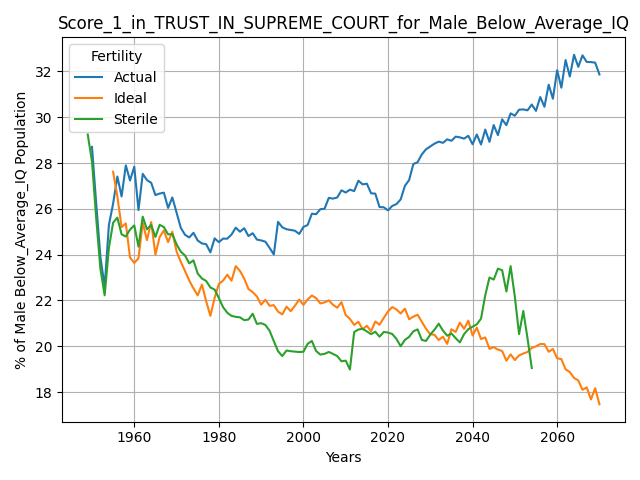 Score_1_in_TRUST_IN_SUPREME_COURT_for_Male_Below_Average_IQ
Fertility
Actual
Ideal
Sterile
% of Male Below_Average_IQ Population
32
30
28
26
24
22
20
18
1960 1980 2000 2020 2040 2060
Years